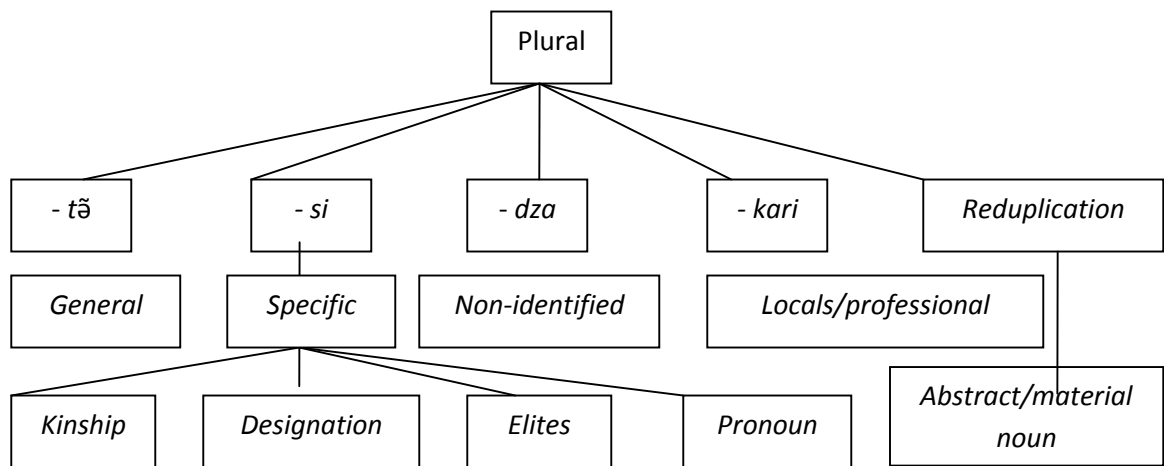 Plural
- tə̃
- si
- dza
- kari
Reduplication
General
Specific
Non-identified
Locals/professional
Kinship
Designation
Elites
Pronoun
Abstract/material
noun